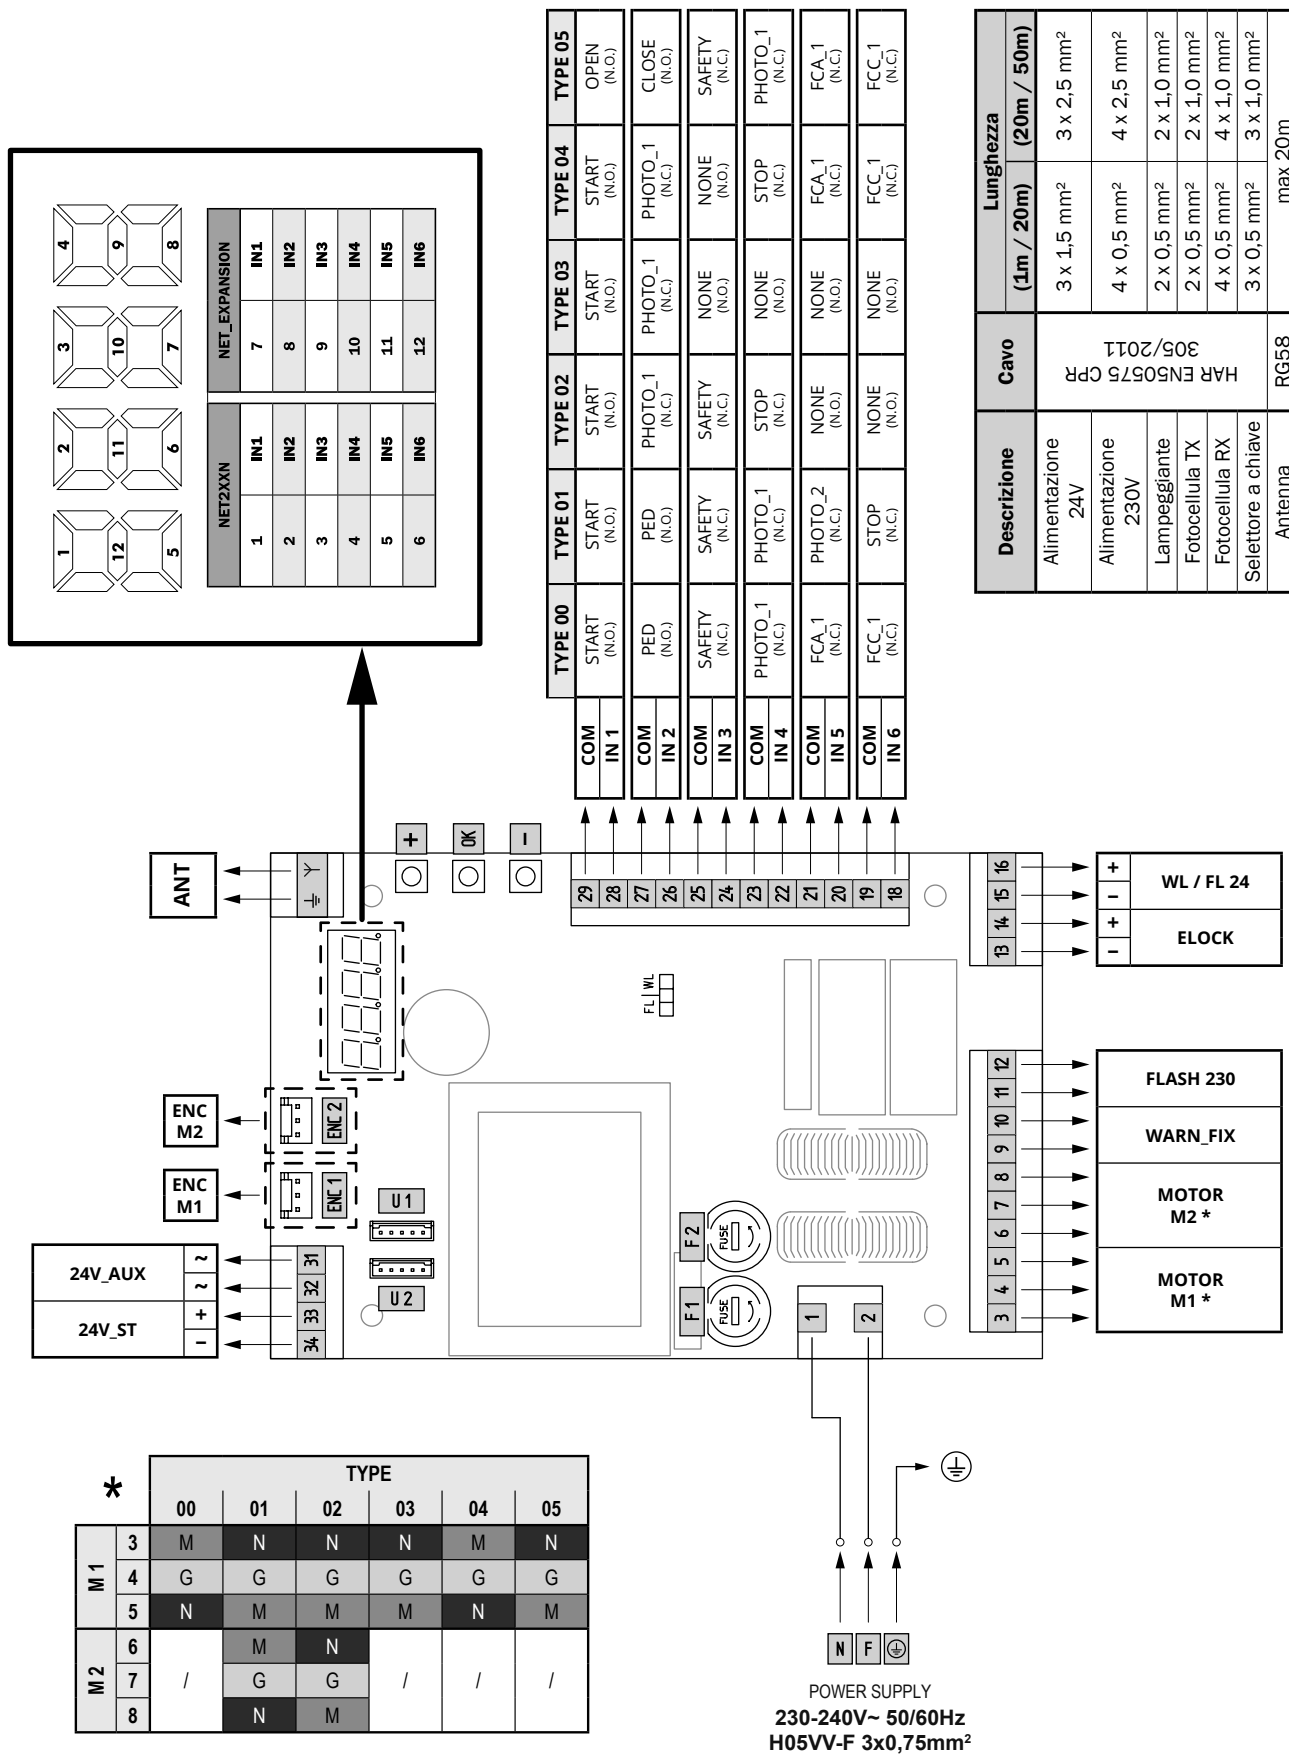 1 2 3 4
12 11 10 9
5 6 7 8
NET2XXN NET_EXPANSION
1 IN1 7 IN1
2 IN2 8 IN2
3 IN3 9 IN3
4 IN4 10 IN4
5 IN5 11 IN5
6 IN6 12 IN6
TYPE 00 TYPE 01 TYPE 02 TYPE 03 TYPE 04 TYPE 05
COM START START START START START OPEN
IN 1 (N.O.) (N.O.) (N.O.) (N.O.) (N.O.) (N.O.)
COM PED PED PHOTO_1 PHOTO_1 PHOTO_1 CLOSE
IN 2 (N.O.) (N.O.) (N.C.) (N.C.) (N.C.) (N.O.)
COM SAFETY SAFETY SAFETY NONE NONE SAFETY
IN 3 (N.C.) (N.C.) (N.C.) (N.O.) (N.C.) (N.C.)
COM PHOTO_1 PHOTO_1 STOP NONE STOP PHOTO_1
IN 4 (N.C.) (N.C.) (N.C.) (N.O.) (N.C.) (N.C.)
COM FCA_1 PHOTO_2 NONE NONE FCA_1 FCA_1
IN 5 (N.C.) (N.C.) (N.O.) (N.O.) (N.C.) (N.C.)
COM FCC_1 STOP NONE NONE FCC_1 FCC_1
IN 6 (N.C.) (N.C.) (N.O.) (N.O.) (N.C.) (N.C.)
Descrizione Cavo Lunghezza
(1m / 20m) (20m / 50m)
Alimentazione 24V HAR EN50575 CPR 305/2011 3 x 1,5 mm² 3 x 2,5 mm²
Alimentazione 230V 4 x 0,5 mm² 4 x 2,5 mm²
Lampeggiante 2 x 0,5 mm² 2 x 1,0 mm²
Fotocellula TX 2 x 0,5 mm² 2 x 1,0 mm²
Fotocellula RX 4 x 0,5 mm² 4 x 1,0 mm²
Selettore a chiave 3 x 0,5 mm² 3 x 1,0 mm²
Antenna RG58 max 20m
ANT
+
OK
-
29 28 27 26 25 24 23 22 21 20 19 18
16 + WL / FL 24
15 -
14 + ELOCK
13 -
FL | WL
12 FLASH 230
11
10 WARN_FIX
9
8 MOTOR
7 M2 *
6
5 MOTOR
4 M1 *
3
ENC
M2
ENC 2
ENC
M1
ENC 1
U 1
U 2
24V_AUX ~ 31
~ 32
24V_ST + 33
- 34
F 2 FUSE
F 1 FUSE
1 2
* TYPE
00 01 02 03 04 05
M 1 3 M N N N M N
4 G G G G G G
5 N M M M N M
M 2 6 / M N / / /
7 G G
8 N M
N F
POWER SUPPLY
230-240V~ 50/60Hz
H05VV-F 3x0,75mm²